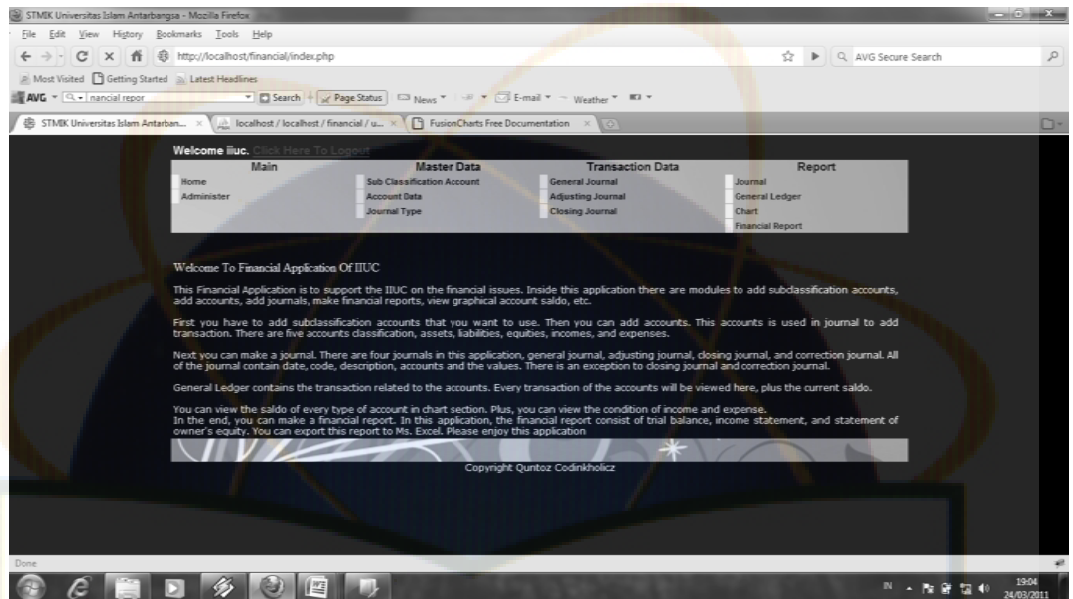 STMIK Universitas Islam Antarbangsa - Mozilla Firefox
File Edit View History Bookmarks Tools Help
http://localhost/financial/index.php
AVG Secure Search
Most Visited Getting Started Latest Headlines
AVG nancial repor Search Page Status News E-mail Weather
STMIK Universitas Islam Antarban... localhost / localhost / financial / u... FusionCharts Free Documentation
Welcome iiuc. Click Here To Logout
Main Master Data Transaction Data Report
Home Sub Classification Account General Journal Journal
Administer Account Data Adjusting Journal General Ledger
Journal Type Closing Journal Chart
Financial Report
Welcome To Financial Application Of IIUC
This Financial Application is to support the IIUC on the financial issues. Inside this application there are modules to add subclassification accounts,
add accounts, add journals, make financial reports, view graphical account saldo, etc.
First you have to add subclassification accounts that you want to use. Then you can add accounts. This accounts is used in journal to add
transaction. There are five accounts classification, assets, liabilities, equities, incomes, and expenses.
Next you can make a journal. There are four journals in this application, general journal, adjusting journal, closing journal, and correction journal. All
of the journal contain date, code, description, accounts and the values. There is an exception to closing journal and correction journal.
General Ledger contains the transaction related to the accounts. Every transaction of the accounts will be viewed here, plus the current saldo.
You can view the saldo of every type of account in chart section. Plus, you can view the condition of income and expense.
In the end, you can make a financial report. In this application, the financial report consist of trial balance, income statement, and statement of
owner's equity. You can export this report to Ms. Excel. Please enjoy this application
Copyright Quntoz Codinkholicz
Done
IN 19:04
24/03/2011